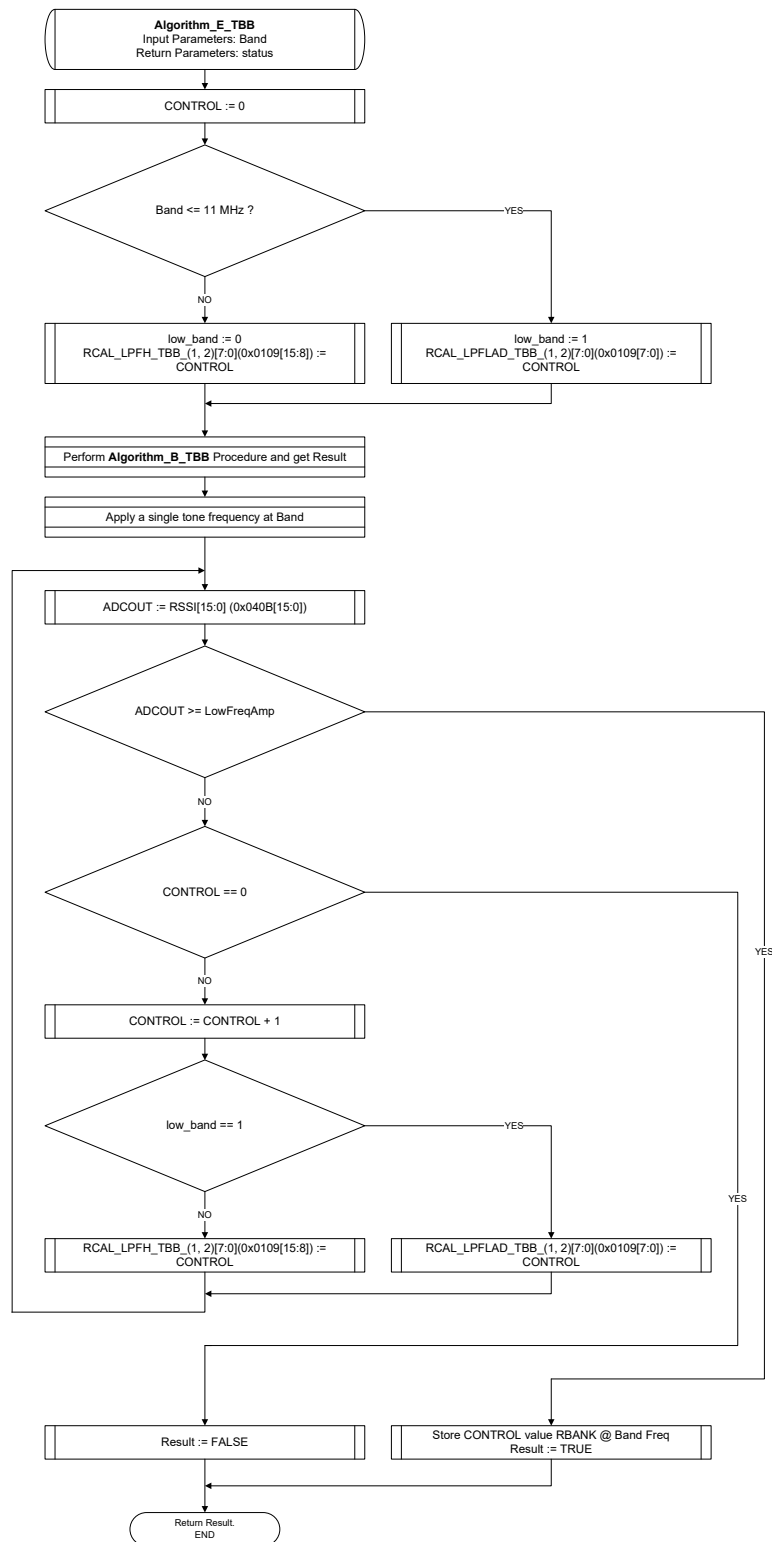 Algorithm_E_TBB
Input Parameters: Band
Return Parameters: status
CONTROL := 0
Band <= 11 MHz ?
YES
NO
low_band := 0
RCAL_LPFH_TBB_(1, 2)[7:0](0x0109[15:8]) :=
CONTROL
low_band := 1
RCAL_LPFLAD_TBB_(1, 2)[7:0](0x0109[7:0]) :=
CONTROL
Perform Algorithm_B_TBB Procedure and get Result
Apply a single tone frequency at Band
ADCOUT := RSSI[15:0] (0x040B[15:0])
ADCOUT >= LowFreqAmp
NO
CONTROL == 0
YES
NO
CONTROL := CONTROL + 1
low_band == 1
YES
YES
NO
RCAL_LPFH_TBB_(1, 2)[7:0](0x0109[15:8]) :=
CONTROL
RCAL_LPFLAD_TBB_(1, 2)[7:0](0x0109[7:0]) :=
CONTROL
Result := FALSE
Store CONTROL value RBANK @ Band Freq
Result := TRUE
Return Result.
END